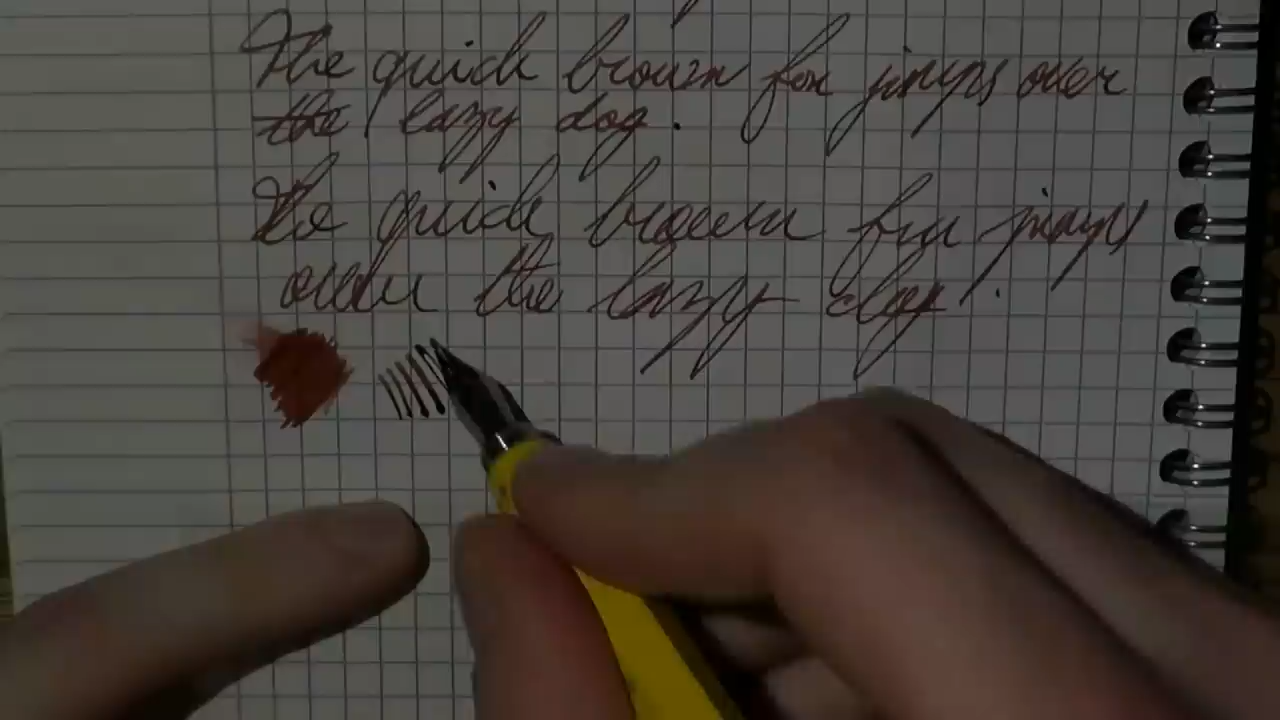 The quick brown fox jumps over
the lazy dog.
The quick brown fox jumps
over the lazy dog.